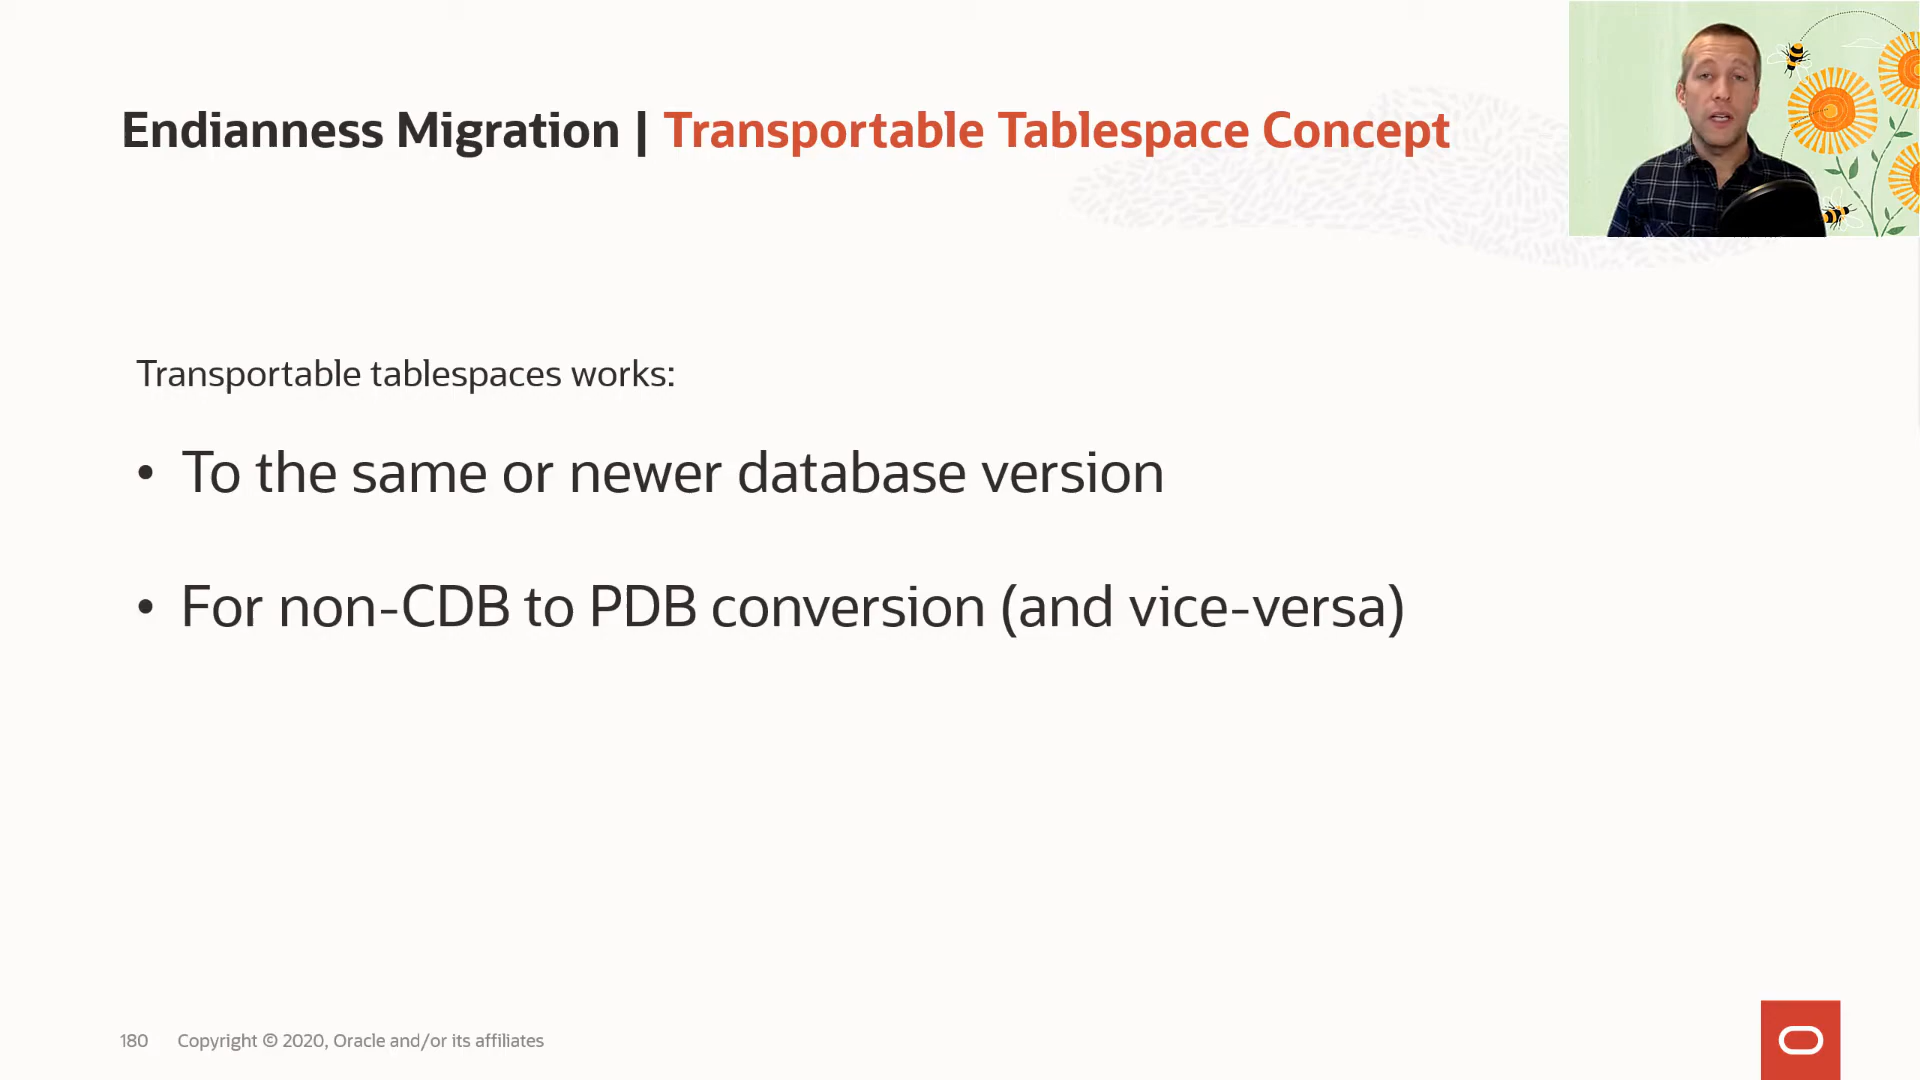 Endianness Migration | Transportable Tablespace Concept
Transportable tablespaces works:
• To the same or newer database version
• For non-CDB to PDB conversion (and vice-versa)
180 Copyright © 2020, Oracle and/or its affiliates